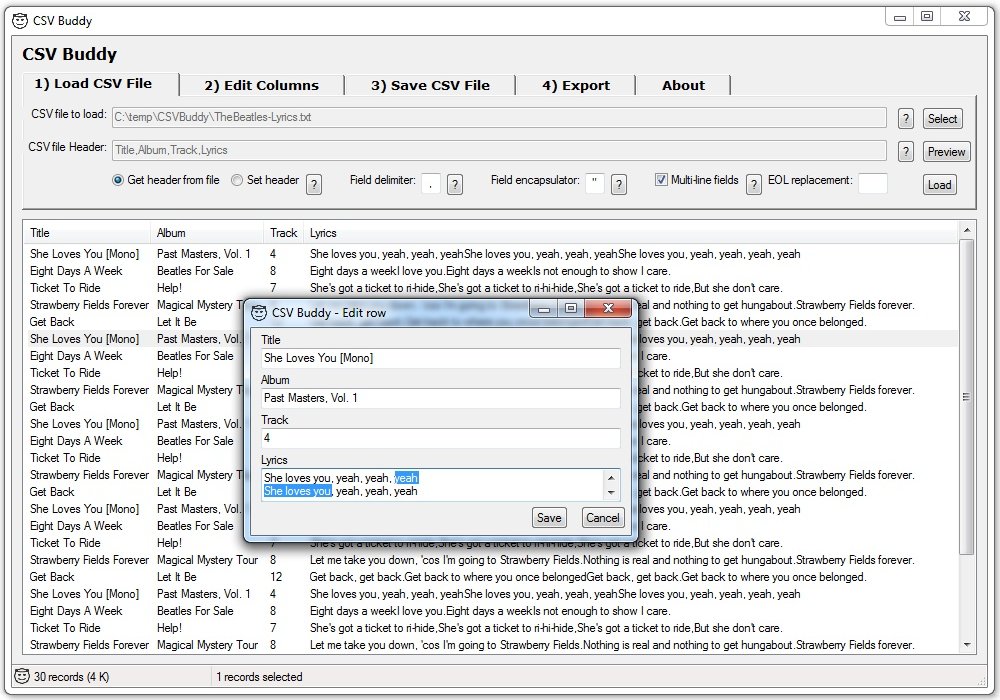 CSV Buddy
CSV Buddy
1) Load CSV File 2) Edit Columns 3) Save CSV File 4) Export About
CSV file to load: C:\temp\CSVBuddy\TheBeatles-Lyrics.txt ? Select
CSV file Header: Title,Album,Track,Lyrics ? Preview
Get header from file Set header ? Field delimiter: , ? Field encapsulator: " ? Multi-line fields ? EOL replacement: Load
Title Album Track Lyrics
She Loves You [Mono] Past Masters, Vol. 1 4 She loves you, yeah, yeah, yeahShe loves you, yeah, yeah, yeahShe loves you, yeah, yeah, yeah, yeah
Eight Days A Week Beatles For Sale 8 Eight days a weekI love you.Eight days a weekIs not enough to show I care.
Ticket To Ride Help! 7 She's got a ticket to ri-hide,She's got a ticket to ri-hi-hide,She's got a ticket to ride,But she don't care.
Strawberry Fields Forever Magical Mystery T eal and nothing to get hungabout.Strawberry Fields forever.
Get Back Let It Be get back.Get back to where you once belonged.
She Loves You [Mono] Past Masters, Vol. loves you, yeah, yeah, yeah, yeah
Eight Days A Week Beatles For Sale I care.
Ticket To Ride Help! et to ride,But she don't care.
Strawberry Fields Forever Magical Mystery T eal and nothing to get hungabout.Strawberry Fields forever.
Get Back Let It Be get back.Get back to where you once belonged.
She Loves You [Mono] Past Masters, Vol. loves you, yeah, yeah, yeah, yeah
Eight Days A Week Beatles For Sale I care.
Ticket To Ride Help! et to ride,But she don't care.
Strawberry Fields Forever Magical Mystery T eal and nothing to get hungabout.Strawberry Fields forever.
Get Back Let It Be get back.Get back to where you once belonged.
She Loves You [Mono] Past Masters, Vol. loves you, yeah, yeah, yeah, yeah
Eight Days A Week Beatles For Sale I care.
Ticket To Ride Help! 7 She's got a ticket to ri-hide,She's got a ticket to ri-hi-hide,She's got a ticket to ride,But she don't care.
Strawberry Fields Forever Magical Mystery Tour 8 Let me take you down, 'cos I'm going to Strawberry Fields.Nothing is real and nothing to get hungabout.Strawberry Fields forever.
Get Back Let It Be 12 Get back, get back.Get back to where you once belongedGet back, get back.Get back to where you once belonged.
She Loves You [Mono] Past Masters, Vol. 1 4 She loves you, yeah, yeah, yeahShe loves you, yeah, yeah, yeahShe loves you, yeah, yeah, yeah, yeah
Eight Days A Week Beatles For Sale 8 Eight days a weekI love you.Eight days a weekIs not enough to show I care.
Ticket To Ride Help! 7 She's got a ticket to ri-hide,She's got a ticket to ri-hi-hide,She's got a ticket to ride,But she don't care.
Strawberry Fields Forever Magical Mystery Tour 8 Let me take you down, 'cos I'm going to Strawberry Fields.Nothing is real and nothing to get hungabout.Strawberry Fields forever.
CSV Buddy - Edit row
Title
She Loves You [Mono]
Album
Past Masters, Vol. 1
Track
4
Lyrics
She loves you, yeah, yeah, yeah
She loves you, yeah, yeah, yeah
Save Cancel
30 records (4 K) 1 records selected